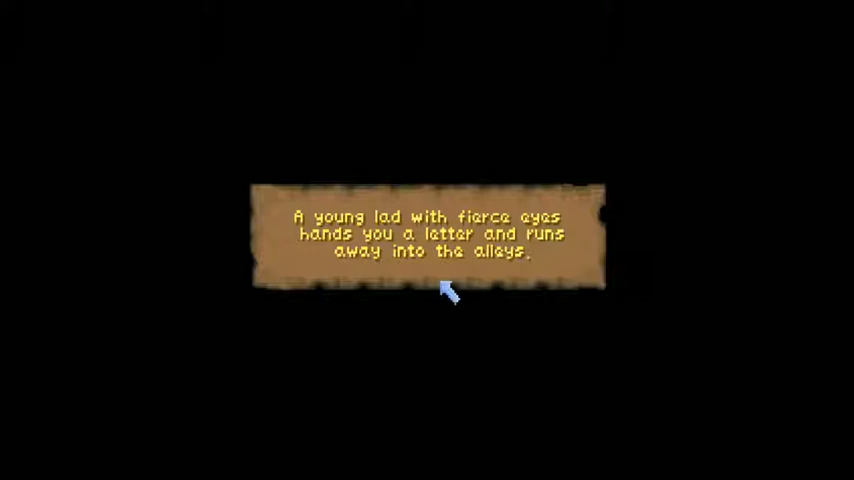 A young lad with fierce eyes
hands you a letter and runs
away into the alleys.